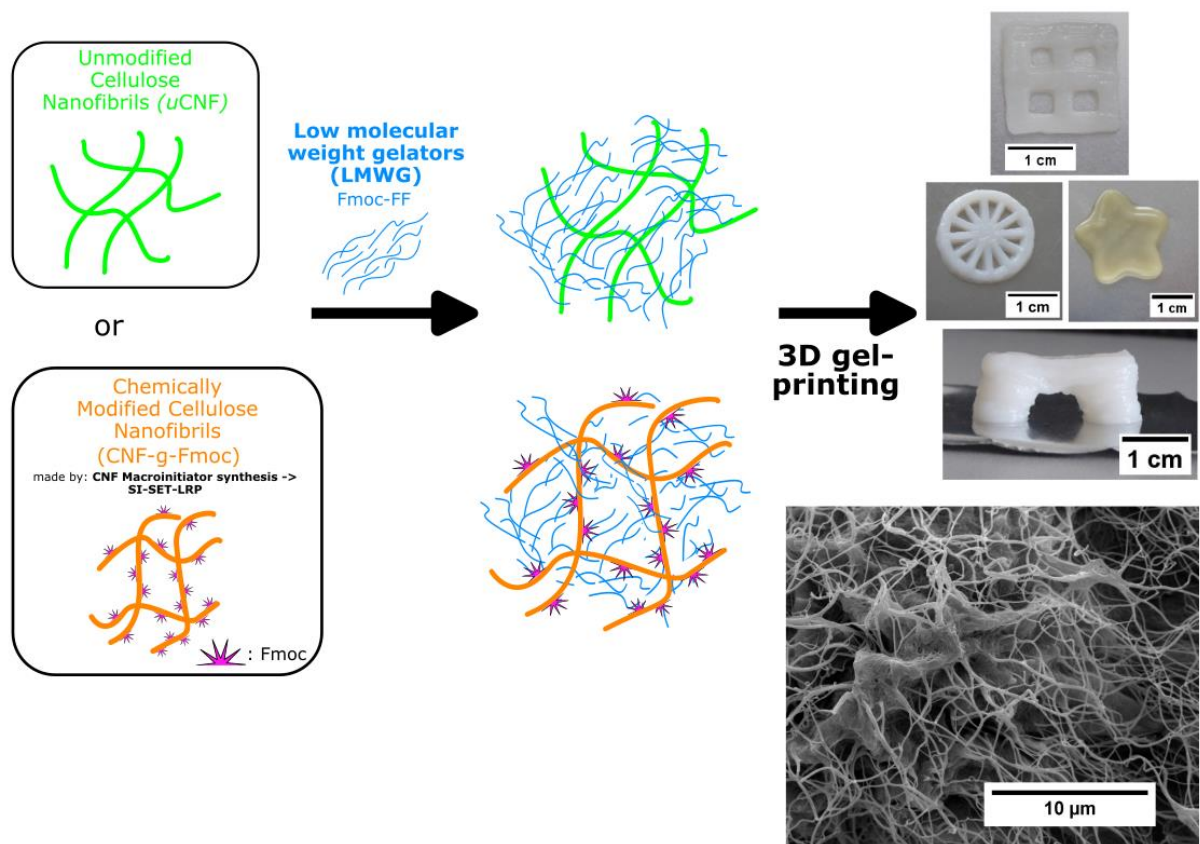 Unmodified
Cellulose
Nanofibrils (uCNF)
or
Chemically
Modified Cellulose
Nanofibrils
(CNF-g-Fmoc)
made by: CNF Macroinitiator synthesis ->
SI-SET-LRP
: Fmoc
Low molecular
weight gelators
(LMWG)
Fmoc-FF
3D gel-
printing
1 cm
1 cm
1 cm
1 cm
10 µm